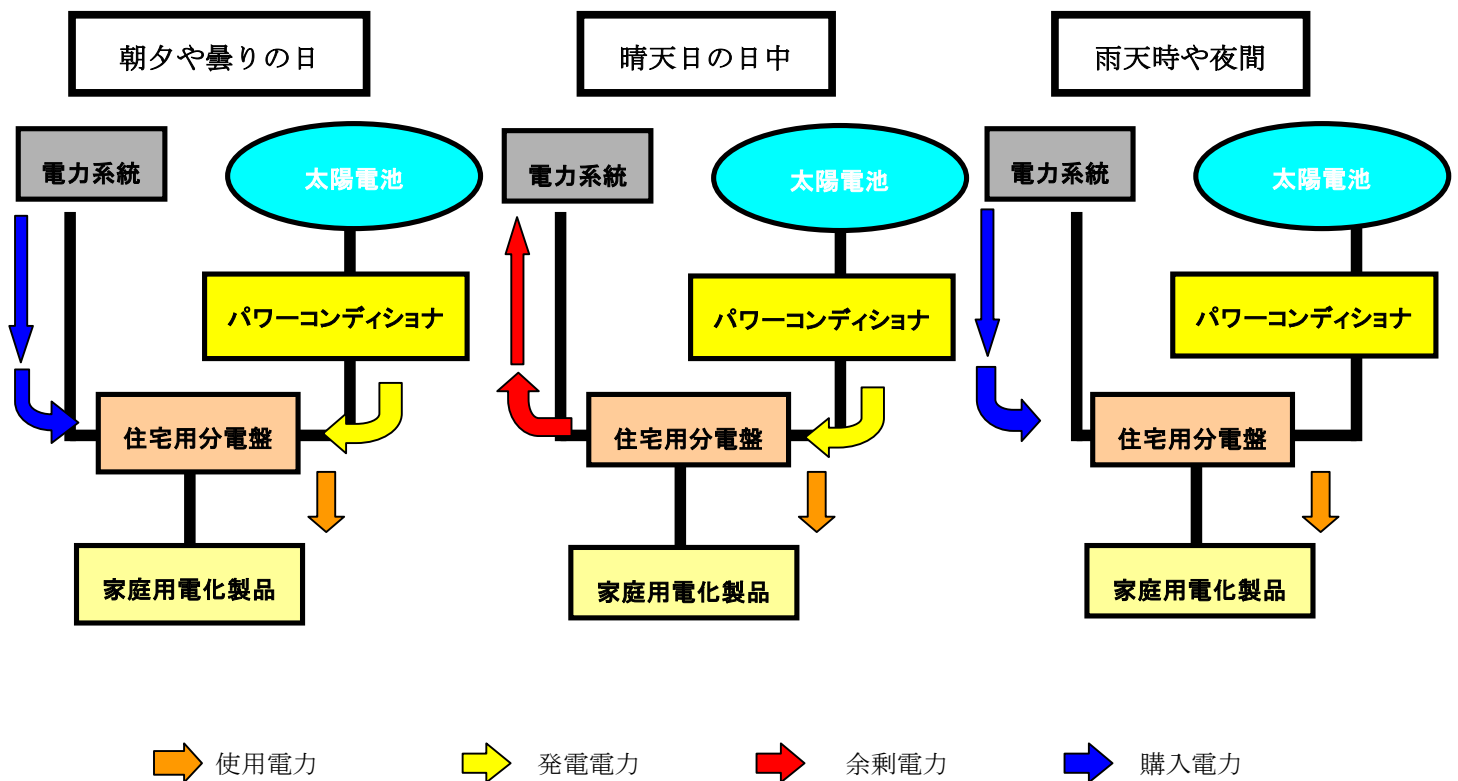 朝夕や曇りの日
晴天日の日中
雨天時や夜間
電力系統
太陽電池
電力系統
太陽電池
電力系統
太陽電池
パワーコンディショナ
パワーコンディショナ
パワーコンディショナ
住宅用分電盤
住宅用分電盤
住宅用分電盤
家庭用電化製品
家庭用電化製品
家庭用電化製品
使用電力
発電電力
余剰電力
購入電力